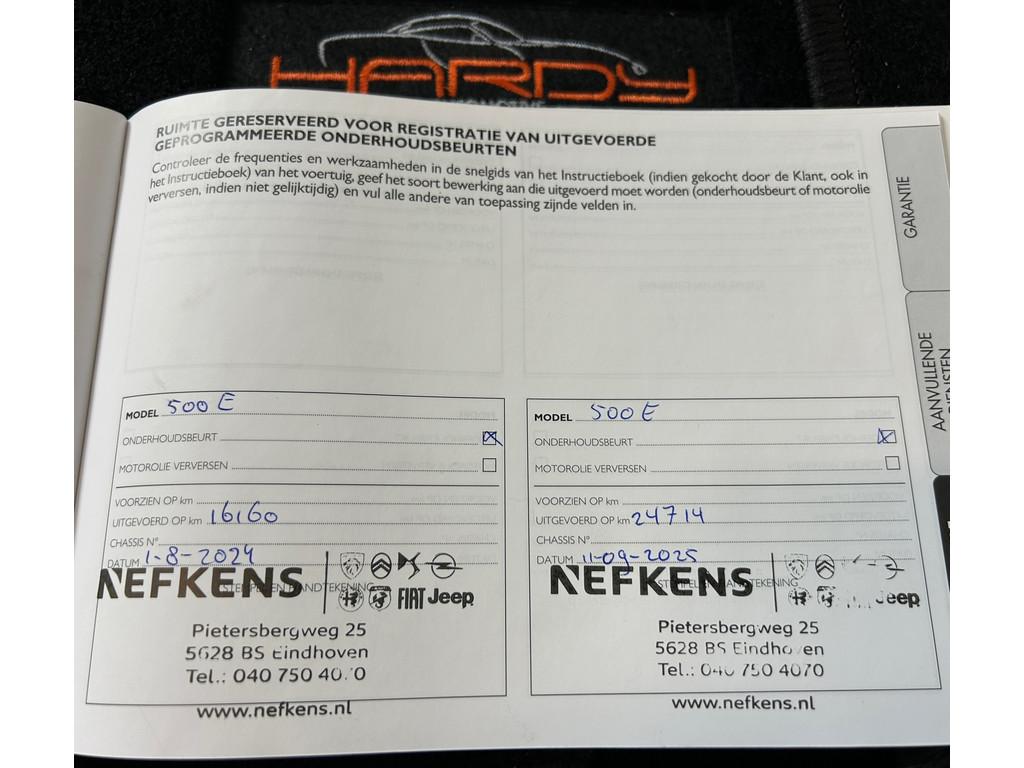 HARDY
RUIMTE GERESERVEERD VOOR REGISTRATIE VAN UITGEVOERDE
GEPROGRAMMEERDE ONDERHOUDSBEURTEN
Controleer de frequenties en werkzaamheden in de snelgids van het Instructieboek (indien gekocht door de Klant, ook in
het Instructieboek) van het voertuig, geef het soort bewerking aan die uitgevoerd moet worden (onderhoudsbeurt of motorolie
verversen, indien niet gelijktijdig) en vul alle andere van toepassing zijnde velden in.
GARANTIE
AANVULLENDE
DIENSTEN
MODEL 500 E
ONDERHOUDSBEURT
MOTOROLIE VERVERSEN
VOORZIEN OP km
UITGEVOERD OP km 16160
CHASSIS N°
DATUM 1-8-2024
NEFKENS
FIAT Jeep
Pietersbergweg 25
5628 BS Eindhoven
Tel.: 040 750 40
www.nefkens.nl
MODEL 500 E
ONDERHOUDSBEURT
MOTOROLIE VERVERSEN
VOORZIEN OP km
UITGEVOERD OP km 24714
CHASSIS N°
DATUM 11-09-2025
NEFKENS
Jeep
Pietersbergweg 25
5628 BS Eindhoven
Tel.: 040 750 4070
www.nefkens.nl